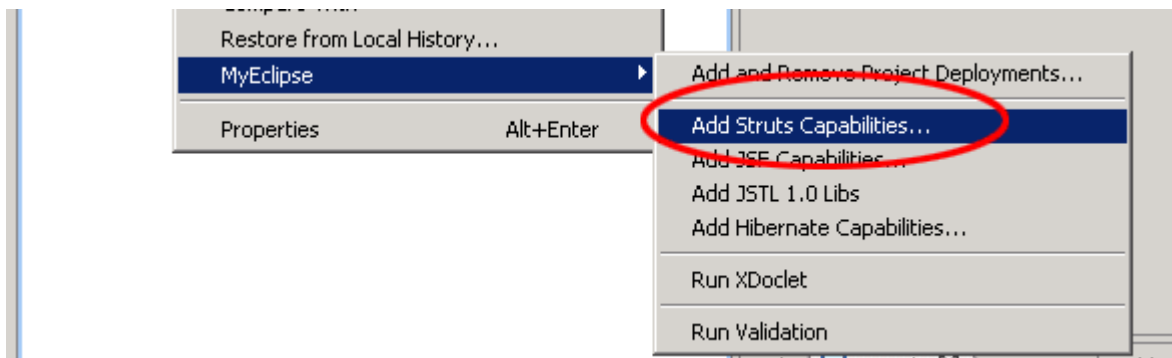 Restore from Local History...
MyEclipse
Properties Alt+Enter
Add and Remove Project Deployments...
Add Struts Capabilities...
Add JSF Capabilities...
Add JSTL 1.0 Libs
Add Hibernate Capabilities...
Run XDoclet
Run Validation